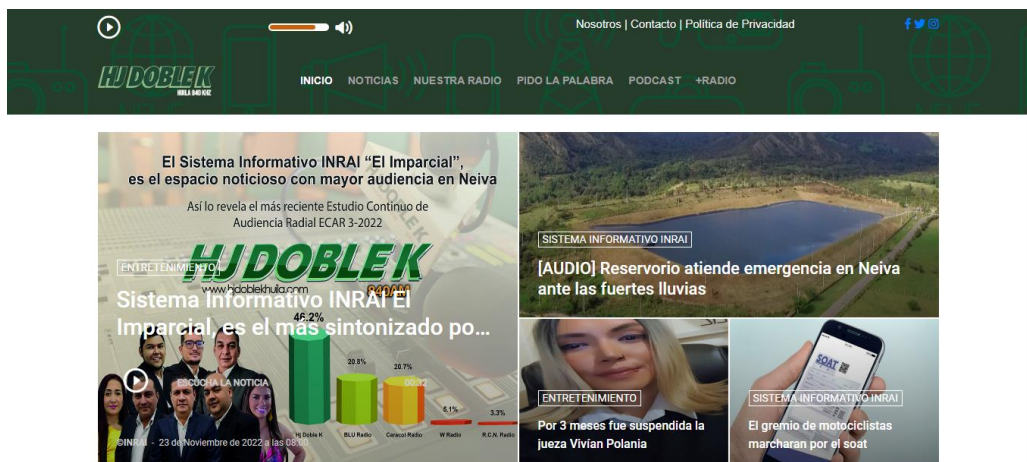 Nosotros | Contacto | Política de Privacidad
HJ DOBLE K
HUILA 840 KHZ
INICIO NOTICIAS NUESTRA RADIO PIDO LA PALABRA PODCAST +RADIO
El Sistema Informativo INRAI “El Imparcial”,
es el espacio noticioso con mayor audiencia en Neiva
Así lo revela el más reciente Estudio Continuo de
Audiencia Radial ECAR 3-2022
HJ DOBLE K
www.hjdoblekhuila.com
840AM
ENTRETENIMIENTO
Sistema Informativo INRAI El
Imparcial, es el más sintonizado po...
46.2%
20.8%
20.7%
5.1%
3.3%
ESCUCHA LA NOTICIA
00:32
Hj Doble K
BLU Radio
Caracol Radio
W Radio
R.C.N. Radio
©INRAI - 23 de Noviembre de 2022 a las 08:00
SISTEMA INFORMATIVO INRAI
[AUDIO] Reservorio atiende emergencia en Neiva
ante las fuertes lluvias
ENTRETENIMIENTO
Por 3 meses fue suspendida la
jueza Vivían Polania
SOAT
SISTEMA INFORMATIVO INRAI
El gremio de motociclistas
marcharan por el soat